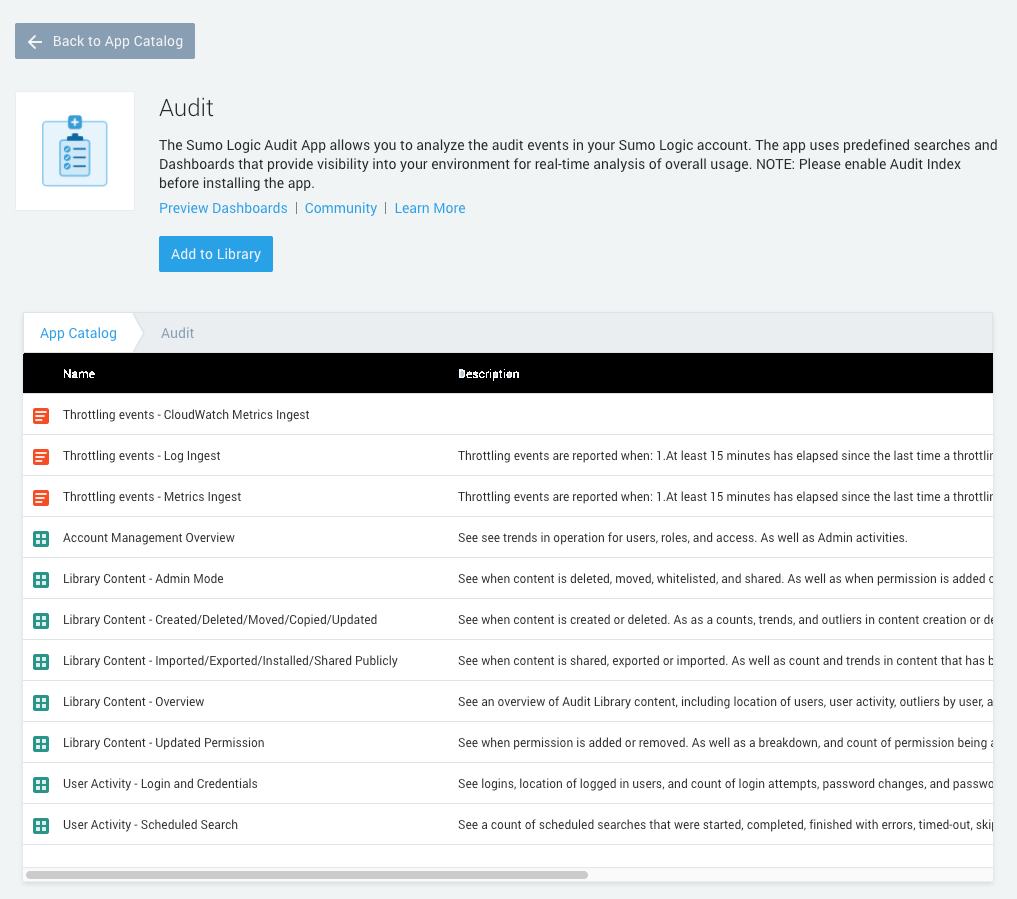 Back to App Catalog
Audit
The Sumo Logic Audit App allows you to analyze the audit events in your Sumo Logic account. The app uses predefined searches and
Dashboards that provide visibility into your environment for real-time analysis of overall usage. NOTE: Please enable Audit Index
before installing the app.
Preview Dashboards | Community | Learn More
Add to Library
App Catalog Audit
Name Description
Throttling events - CloudWatch Metrics Ingest
Throttling events - Log Ingest Throttling events are reported when: 1.At least 15 minutes has elapsed since the last time a
Throttling events - Metrics Ingest Throttling events are reported when: 1.At least 15 minutes has elapsed since the last time a
Account Management Overview See see trends in operation for users, roles, and access. As well as Admin activities.
Library Content - Admin Mode See when content is deleted, moved, whitelisted, and shared. As well as when permission is added
Library Content - Created/Deleted/Moved/Copied/Updated See when content is created or deleted. As as a counts, trends, and outliers in content creation or
Library Content - Imported/Exported/Installed/Shared Publicly See when content is shared, exported or imported. As well as count and trends in content that has
Library Content - Overview See an overview of Audit Library content, including location of users, user activity, outliers by user,
Library Content - Updated Permission See when permission is added or removed. As well as a breakdown, and count of permission being
User Activity - Login and Credentials See logins, location of logged in users, and count of login attempts, password changes, and
User Activity - Scheduled Search See a count of scheduled searches that were started, completed, finished with errors, timed-out,